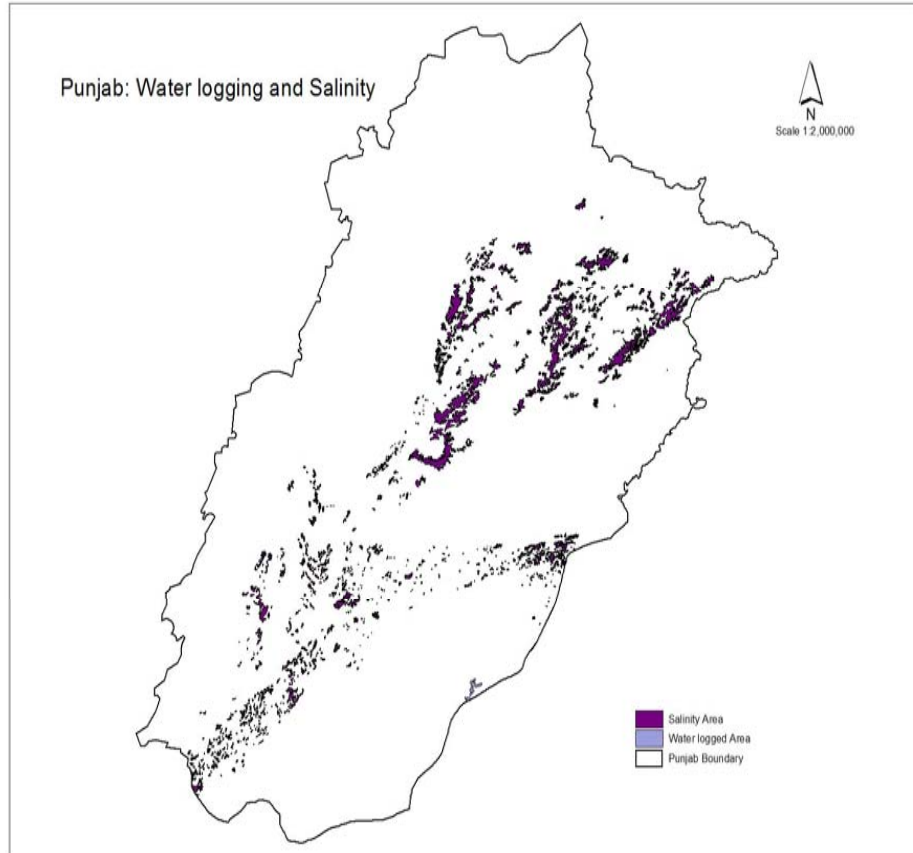 Punjab: Water logging and Salinity
N
Scale 1:2,000,000
Salinity Area
Water logged Area
Punjab Boundary